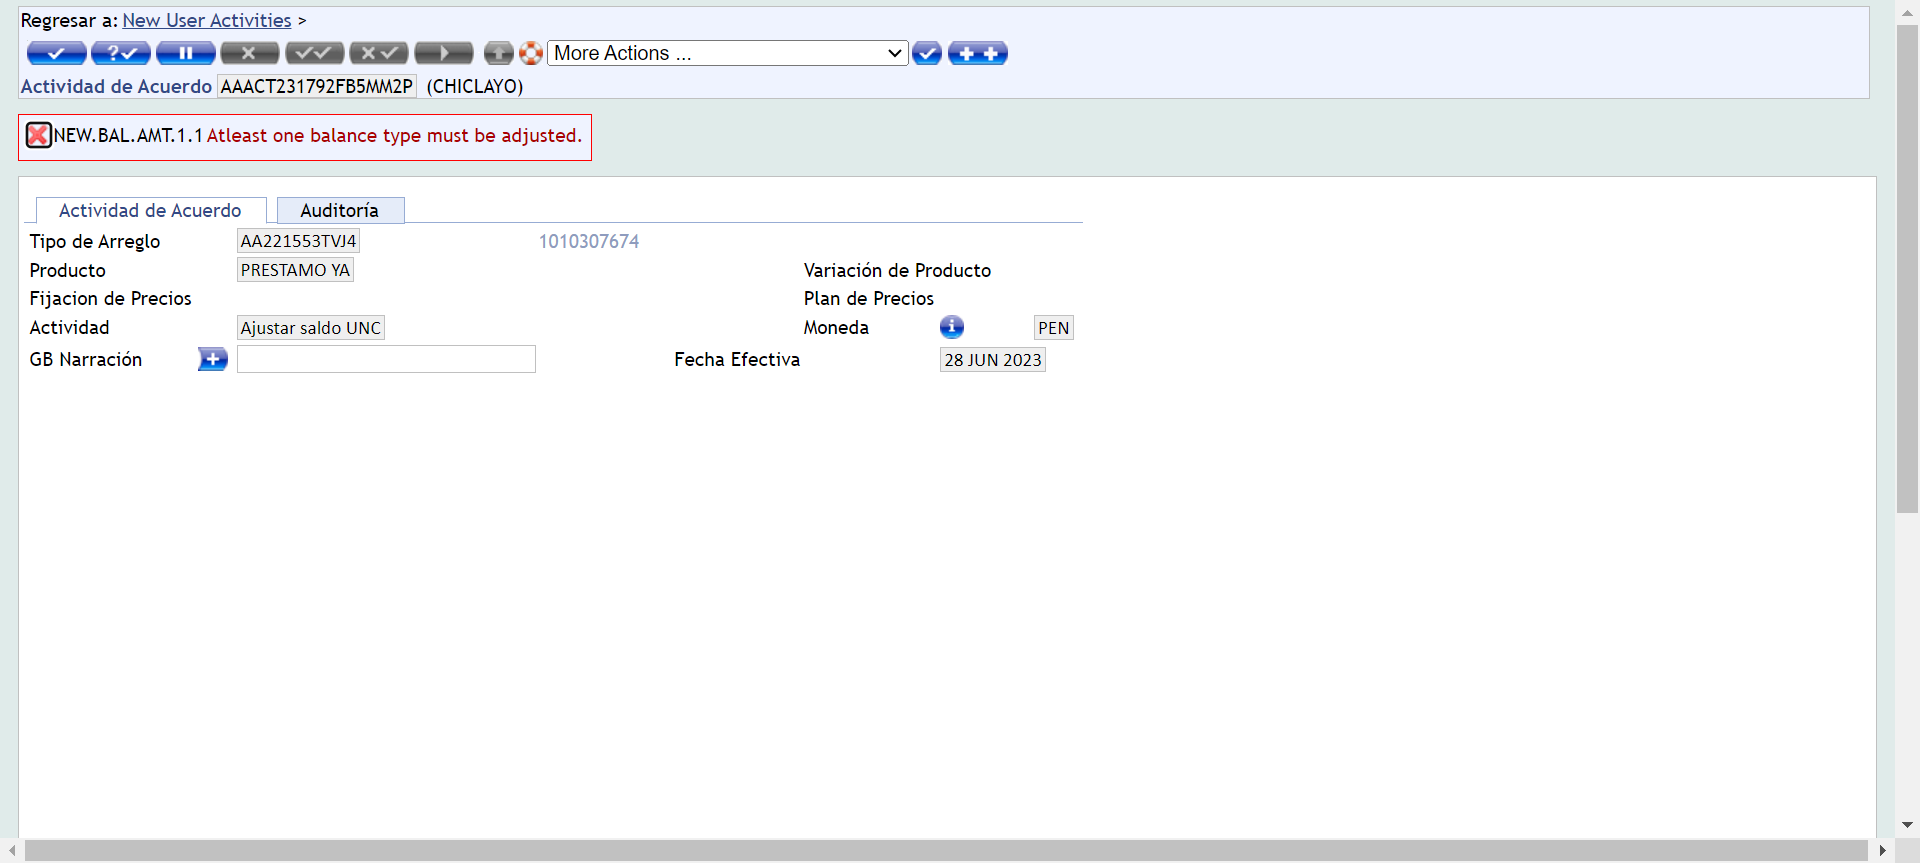 Regresar a: New User Activities >
More Actions ...
Actividad de Acuerdo AAACT231792FB5MM2P (CHICLAYO)
NEW.BAL.AMT.1.1 Atleast one balance type must be adjusted.
Actividad de Acuerdo Auditoría
Tipo de Arreglo AA221553TVJ4 1010307674
Producto PRESTAMO YA Variación de Producto
Fijacion de Precios Plan de Precios
Actividad Ajustar saldo UNC Moneda PEN
GB Narración Fecha Efectiva 28 JUN 2023